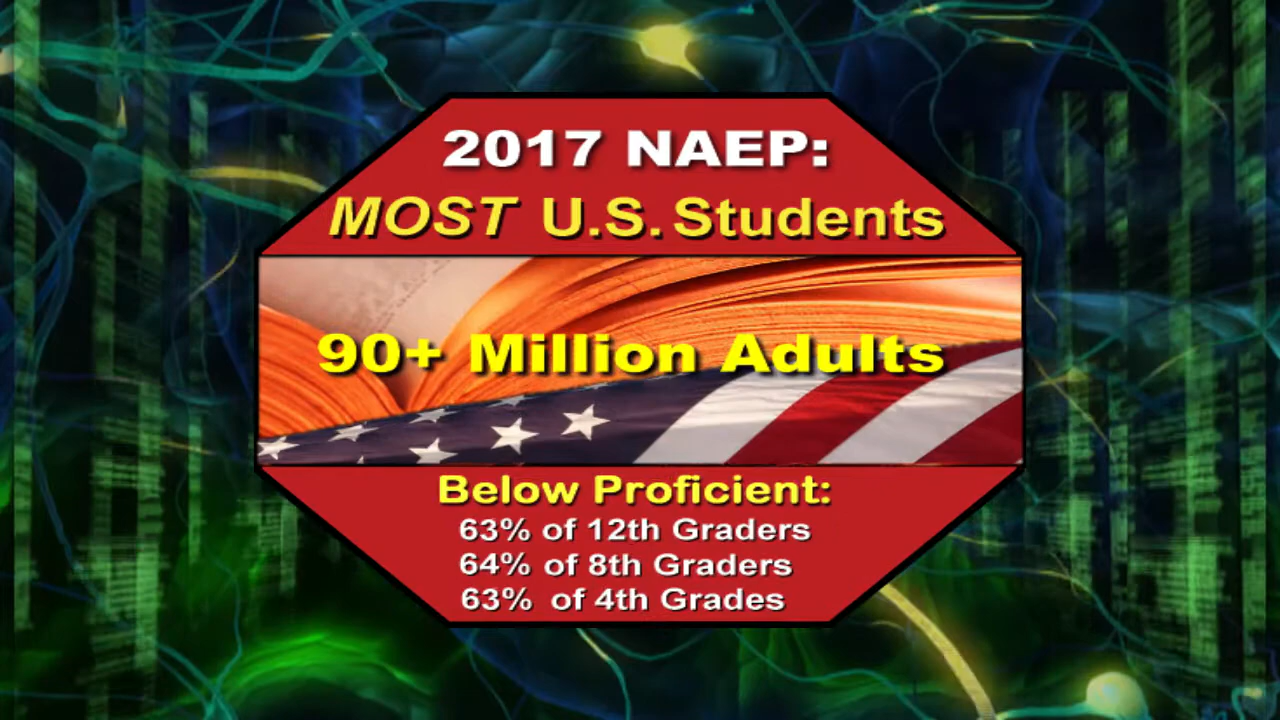 2017 NAEP:
MOST U.S. Students
90+ Million Adults
Below Proficient:
63% of 12th Graders
64% of 8th Graders
63% of 4th Grades